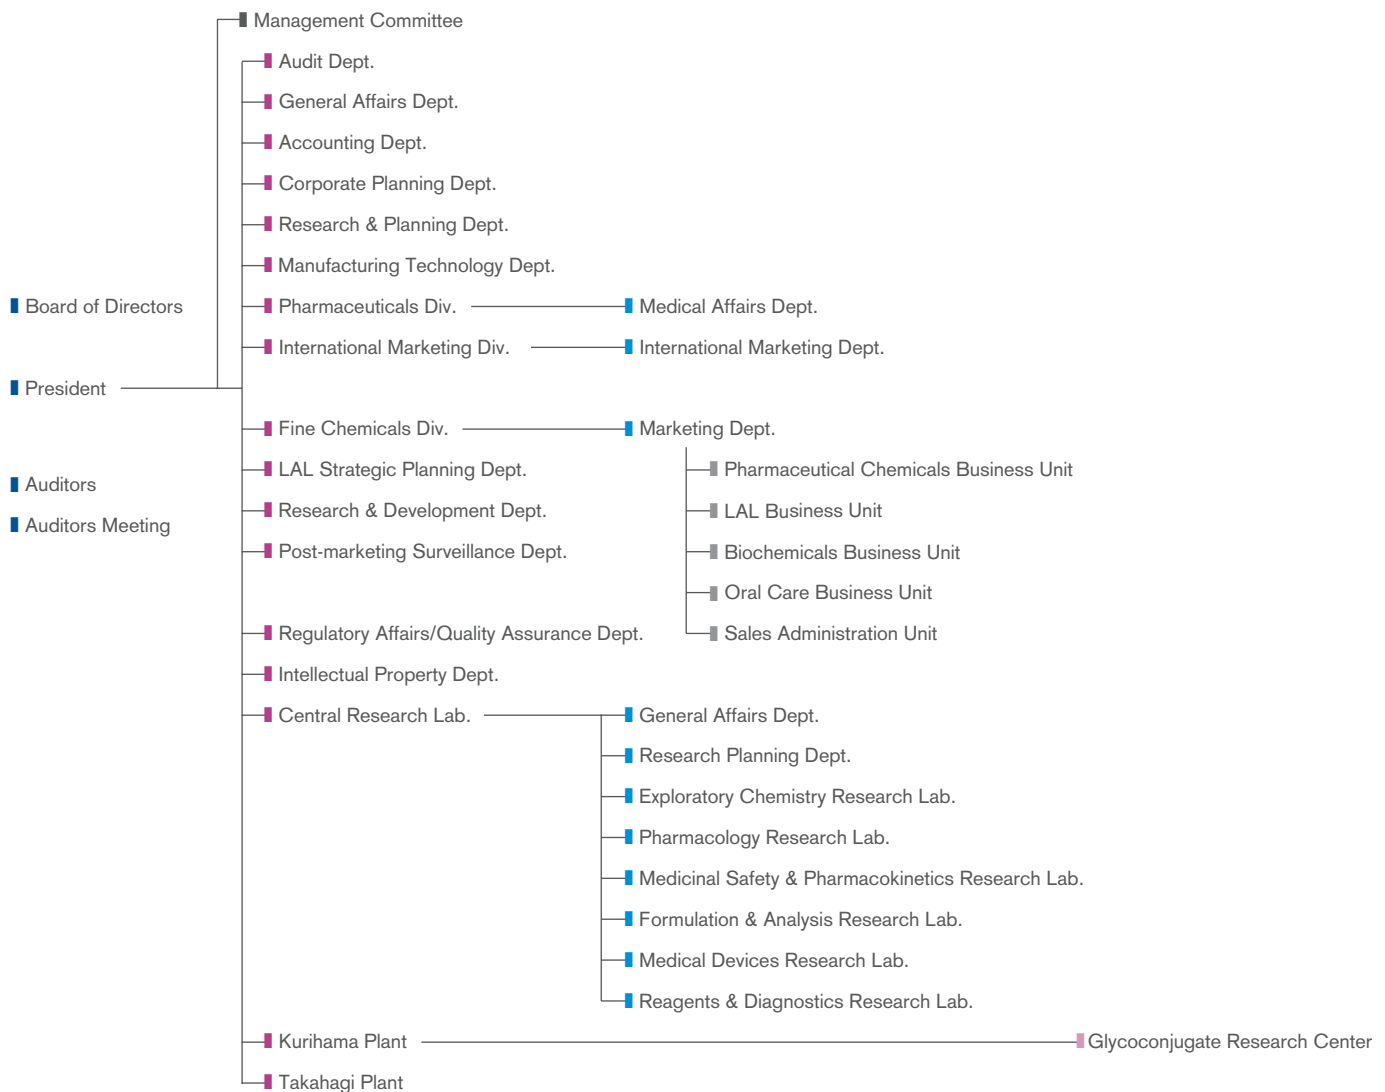 Management Committee
Audit Dept.
General Affairs Dept.
Accounting Dept.
Corporate Planning Dept.
Research & Planning Dept.
Manufacturing Technology Dept.
Board of Directors
Pharmaceuticals Div.
Medical Affairs Dept.
International Marketing Div.
International Marketing Dept.
President
Fine Chemicals Div.
Marketing Dept.
LAL Strategic Planning Dept.
Pharmaceutical Chemicals Business Unit
Auditors
Research & Development Dept.
LAL Business Unit
Auditors Meeting
Post-marketing Surveillance Dept.
Biochemicals Business Unit
Oral Care Business Unit
Regulatory Affairs/Quality Assurance Dept.
Sales Administration Unit
Intellectual Property Dept.
Central Research Lab.
General Affairs Dept.
Research Planning Dept.
Exploratory Chemistry Research Lab.
Pharmacology Research Lab.
Medicinal Safety & Pharmacokinetics Research Lab.
Formulation & Analysis Research Lab.
Medical Devices Research Lab.
Reagents & Diagnostics Research Lab.
Kurihama Plant
Glycoconjugate Research Center
Takahagi Plant